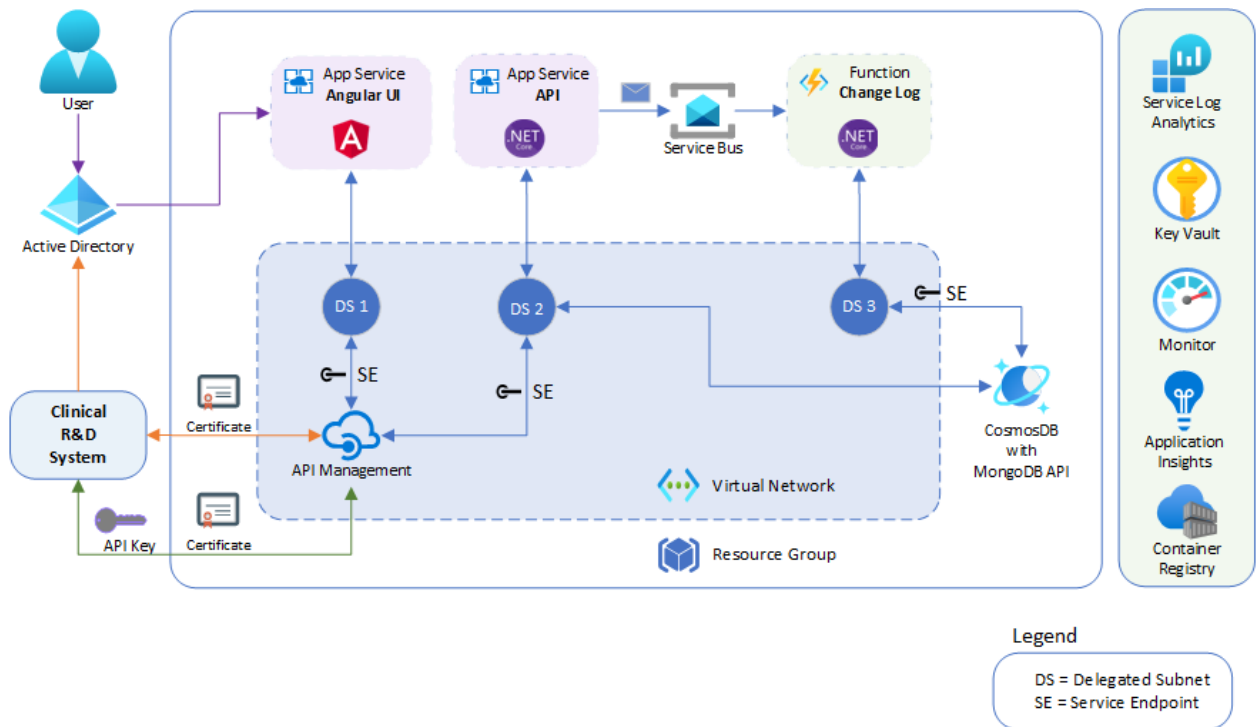 User
Active Directory
Clinical
R&D
System
API Key
Certificate
Certificate
App Service
Angular UI
App Service
API
.NET
Core
Service Bus
Function
Change Log
.NET
Core
DS 1
DS 2
DS 3
SE
SE
SE
API Management
CosmosDB
with
MongoDB API
Virtual Network
Resource Group
Service Log
Analytics
Key Vault
Monitor
Application
Insights
Container
Registry
Legend
DS = Delegated Subnet
SE = Service Endpoint